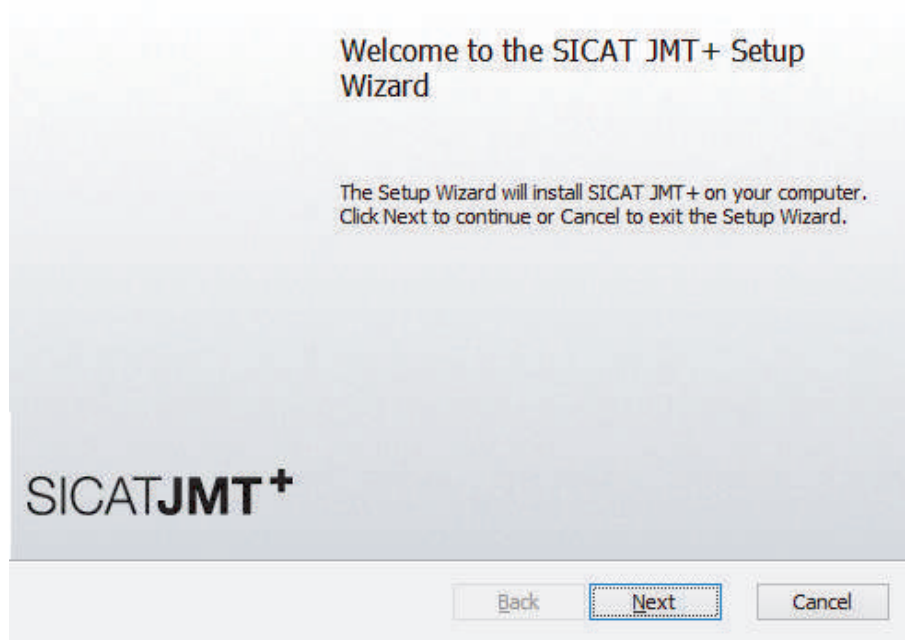 Welcome to the SICAT JMT+ Setup
Wizard
The Setup Wizard will install SICAT JMT+ on your computer.
Click Next to continue or Cancel to exit the Setup Wizard.
SICATJMT+
Back
Next
Cancel